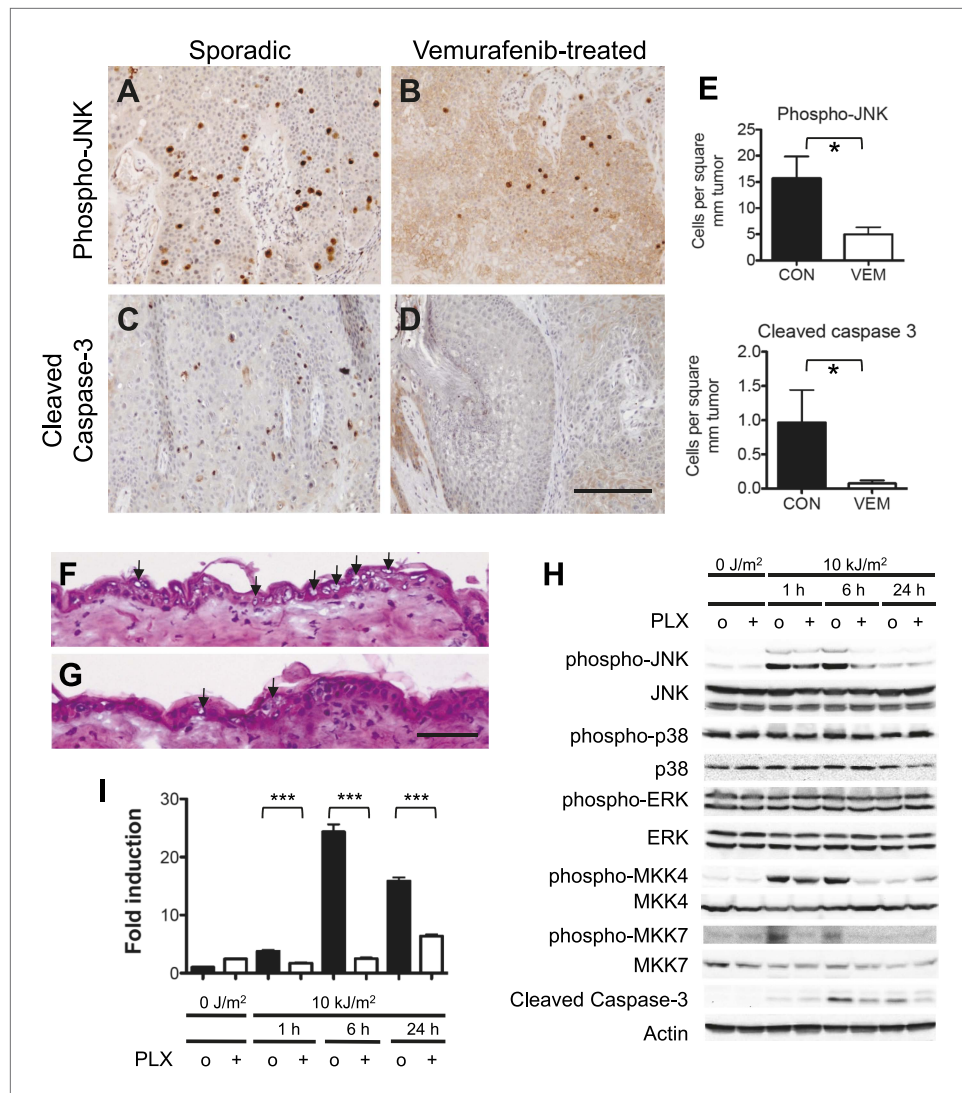 Sporadic
Vemurafenib-treated
Phospho-JNK
A
B
Cleaved
Caspase-3
C
D
E
Phospho-JNK
Cells per square
mm tumor
25
20
15
10
5
0
*
CON
VEM
Cleaved caspase 3
Cells per square
mm tumor
2.0
1.5
1.0
0.5
0.0
*
CON
VEM
F
G
H
0 J/m²
10 kJ/m²
1 h
6 h
24 h
PLX
o
+
o
+
o
+
o
+
phospho-JNK
JNK
phospho-p38
p38
phospho-ERK
ERK
phospho-MKK4
MKK4
phospho-MKK7
MKK7
Cleaved Caspase-3
Actin
I
Fold induction
30
20
10
0
***
***
***
0 J/m²
10 kJ/m²
1 h
6 h
24 h
PLX
o
+
o
+
o
+
o
+